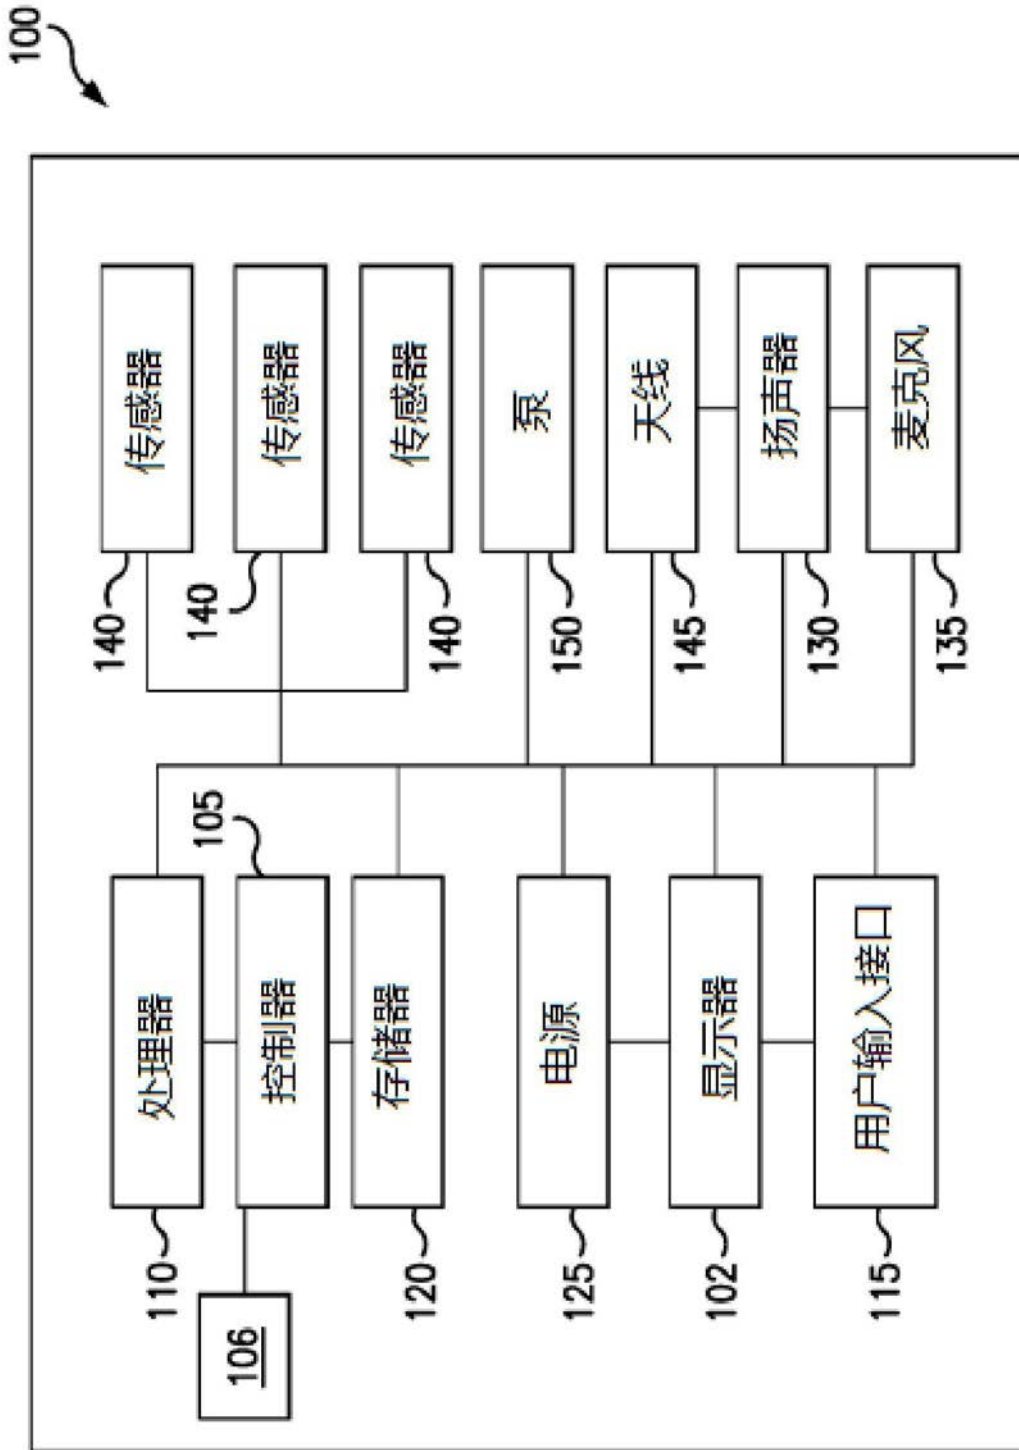 100
处理器
110
传感器
140
控制器
105
106
传感器
140
存储器
120
传感器
140
泵
150
电源
125
天线
145
显示器
102
扬声器
130
用户输入接口
115
麦克风
135